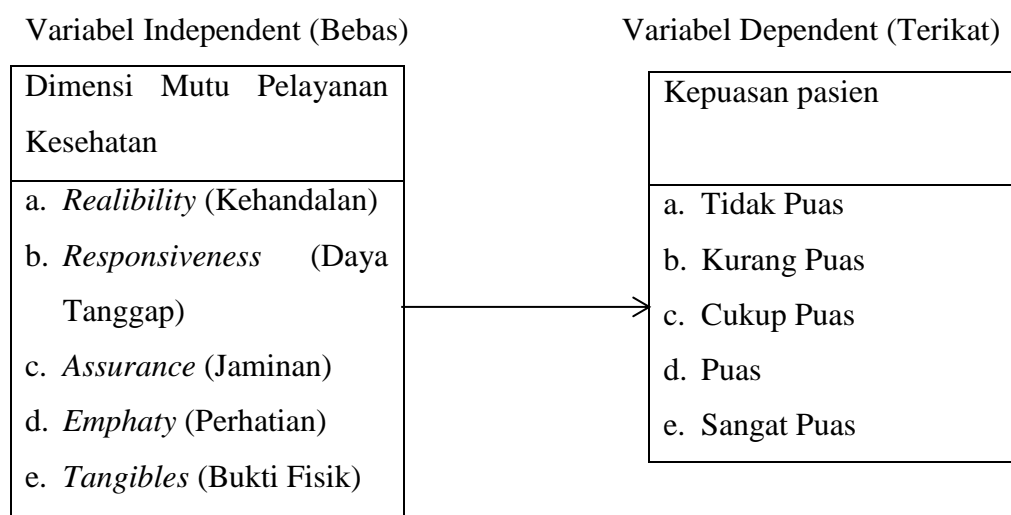 Variabel Independent (Bebas)
Dimensi Mutu Pelayanan
Kesehatan
a. Realibility (Kehandalan)
b. Responsiveness (Daya
Tanggap)
c. Assurance (Jaminan)
d. Emphaty (Perhatian)
e. Tangibles (Bukti Fisik)
Variabel Dependent (Terikat)
Kepuasan pasien
a. Tidak Puas
b. Kurang Puas
c. Cukup Puas
d. Puas
e. Sangat Puas